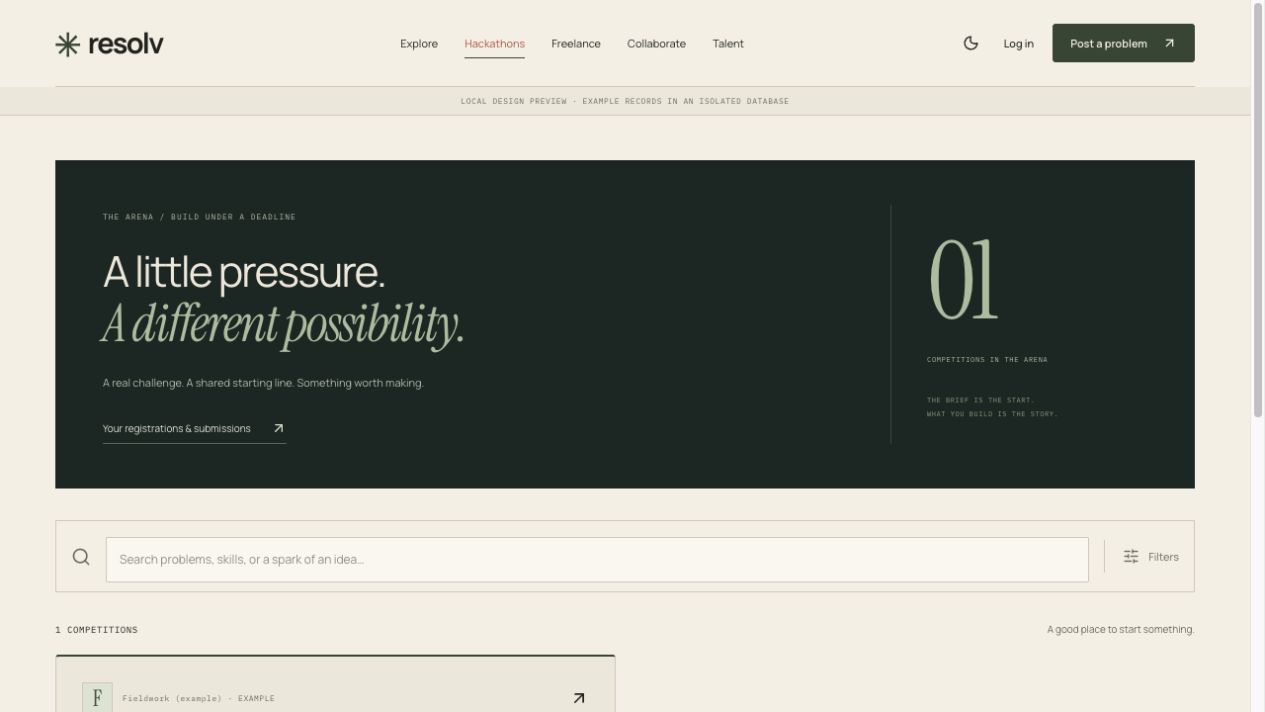 resolv
Explore
Hackathons
Freelance
Collaborate
Talent
Log in
Post a problem
LOCAL DESIGN PREVIEW · EXAMPLE RECORDS IN AN ISOLATED DATABASE
THE ARENA / BUILD UNDER A DEADLINE
A little pressure.
A different possibility.
A real challenge. A shared starting line. Something worth making.
Your registrations & submissions
01
COMPETITIONS IN THE ARENA
THE BRIEF IS THE START.
WHAT YOU BUILD IS THE STORY.
Search problems, skills, or a spark of an idea…
Filters
1 COMPETITIONS
A good place to start something.
F
Fieldwork (example) · EXAMPLE